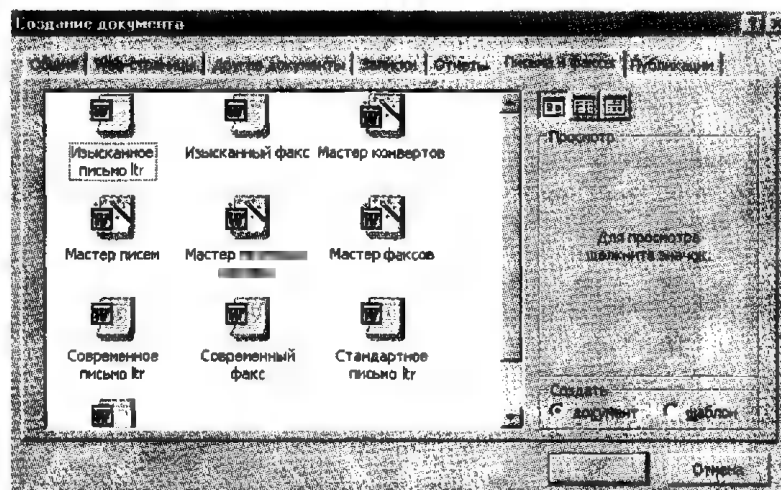 Создание документа
Общие Web-страницы Другие документы Записки Отчеты Письма и факсы Публикации
Изысканное письмо ltr
Изысканный факс
Мастер конвертов
Просмотр
Для просмотра
щелкните значок.
Мастер писем
Мастер
Мастер факсов
Современное
письмо ltr
Современный
факс
Стандартное
письмо ltr
Создать
документ
шаблон
Отмена